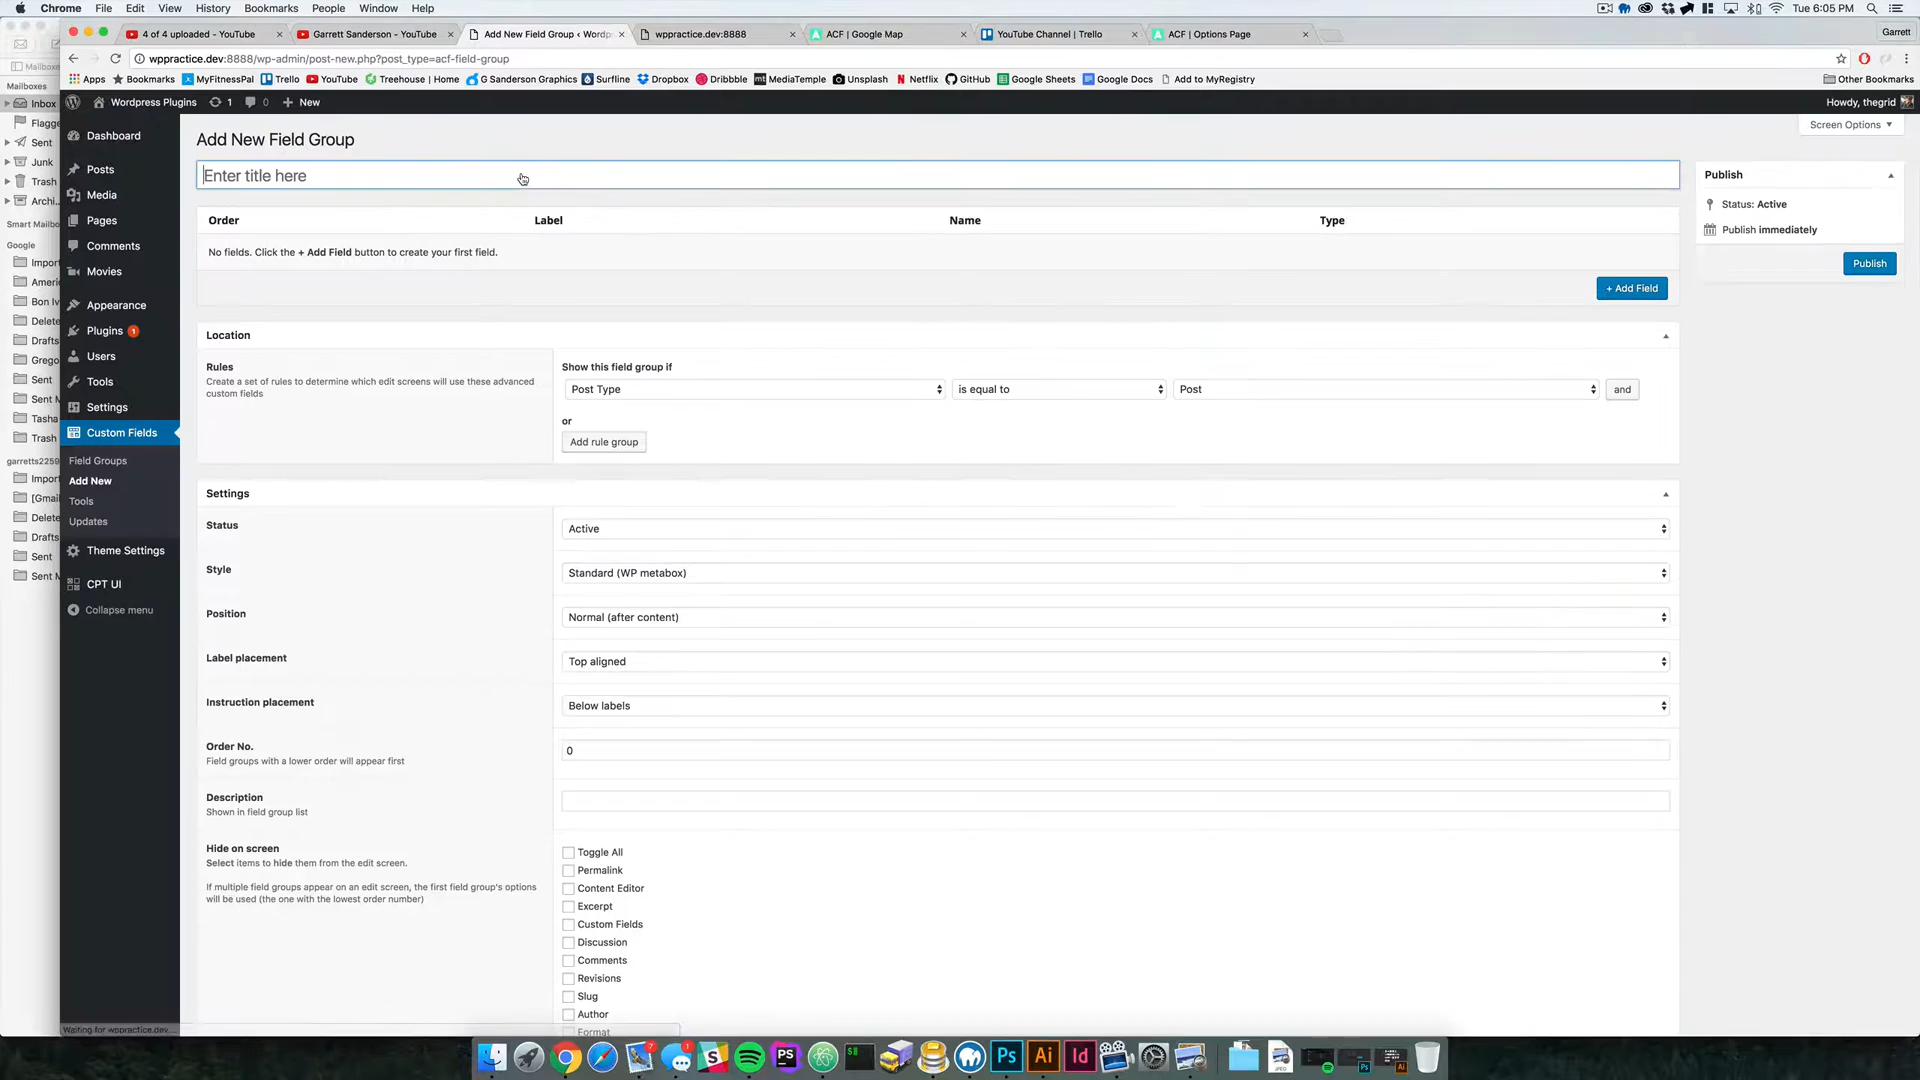 Chrome File Edit View History Bookmarks People Window Help Tue 6:05 PM
4 of 4 uploaded - YouTube Garrett Sanderson - YouTube Add New Field Group ‹ Wordp wppractice.dev:8888 ACF | Google Map YouTube Channel | Trello ACF | Options Page Garrett
wppractice.dev:8888/wp-admin/post-new.php?post_type=acf-field-group
Apps Bookmarks MyFitnessPal Trello YouTube Treehouse | Home G Sanderson Graphics Surfline Dropbox Dribbble MediaTemple Unsplash Netflix GitHub Google Sheets Google Docs Add to MyRegistry Other Bookmarks
Mailboxes
Inbox
Flagge
Sent
Junk
Trash
Archi..
Smart Mailbo
Google
Import
Ameri
Bon Iv
Delete
Drafts
Grego
Sent
Sent M
Tasha
Trash
garretts2259
Import
[Gmai
Delete
Drafts
Sent
Sent M
Wordpress Plugins 1 0 New Howdy, thegrid
Dashboard
Posts
Media
Pages
Comments
Movies
Appearance
Plugins 1
Users
Tools
Settings
Custom Fields
Field Groups
Add New
Tools
Updates
Theme Settings
CPT UI
Collapse menu
Waiting for wppractice.dev...
Screen Options
Add New Field Group
Enter title here
Order Label Name Type
No fields. Click the + Add Field button to create your first field.
+ Add Field
Publish
Status: Active
Publish immediately
Publish
Location
Rules
Create a set of rules to determine which edit screens will use these advanced
custom fields
Show this field group if
Post Type is equal to Post and
or
Add rule group
Settings
Status Active
Style Standard (WP metabox)
Position Normal (after content)
Label placement Top aligned
Instruction placement Below labels
Order No.
Field groups with a lower order will appear first
0
Description
Shown in field group list
Hide on screen
Select items to hide them from the edit screen.
If multiple field groups appear on an edit screen, the first field group's options
will be used (the one with the lowest order number)
Toggle All
Permalink
Content Editor
Excerpt
Custom Fields
Discussion
Comments
Revisions
Slug
Author
Format
7 1 PS $ Ps Ai Id